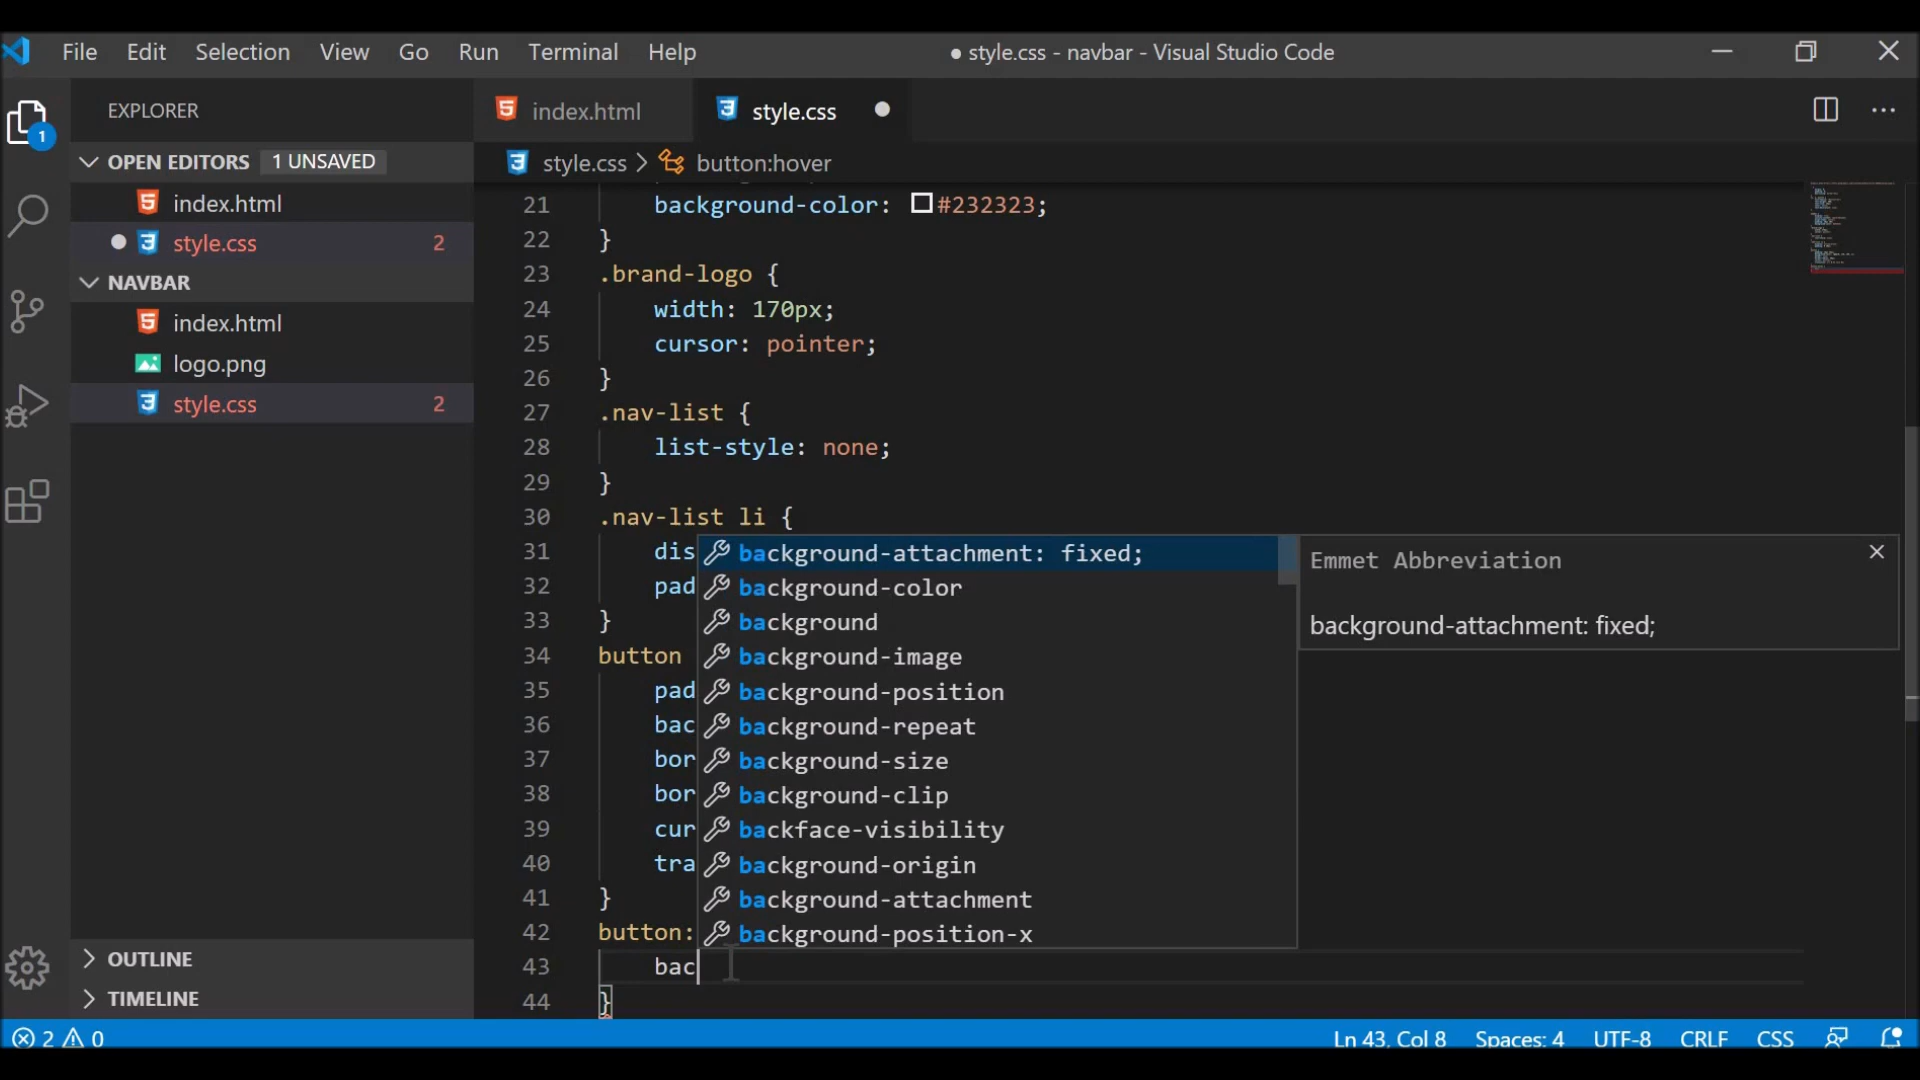 File Edit Selection View Go Run Terminal Help ● style.css - navbar - Visual Studio Code
EXPLORER
OPEN EDITORS 1 UNSAVED
index.html
style.css 2
NAVBAR
index.html
logo.png
style.css 2
OUTLINE
TIMELINE
1
index.html style.css
style.css > button:hover
21 background-color: #232323;
22 }
23 .brand-logo {
24 width: 170px;
25 cursor: pointer;
26 }
27 .nav-list {
28 list-style: none;
29 }
30 .nav-list li {
31 dis
32 pad
33 }
34 button
35 pad
36 bac
37 bor
38 bor
39 cur
40 tra
41 }
42 button:
43 bac
44 }
background-attachment: fixed;
background-color
background
background-image
background-position
background-repeat
background-size
background-clip
backface-visibility
background-origin
background-attachment
background-position-x
Emmet Abbreviation
background-attachment: fixed;
2 0 Ln 43, Col 8 Spaces: 4 UTF-8 CRLF CSS